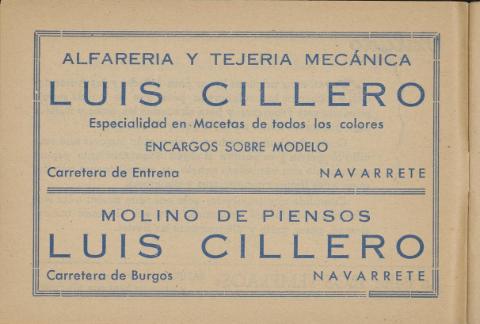 ALFARERIA Y TEJERIA MECÁNICA
LUIS CILLERO
Especialidad en Macetas de todos los colores
ENCARGOS SOBRE MODELO
Carretera de Entrena NAVARRETE
MOLINO DE PIENSOS
LUIS CILLERO
Carretera de Burgos NAVARRETE